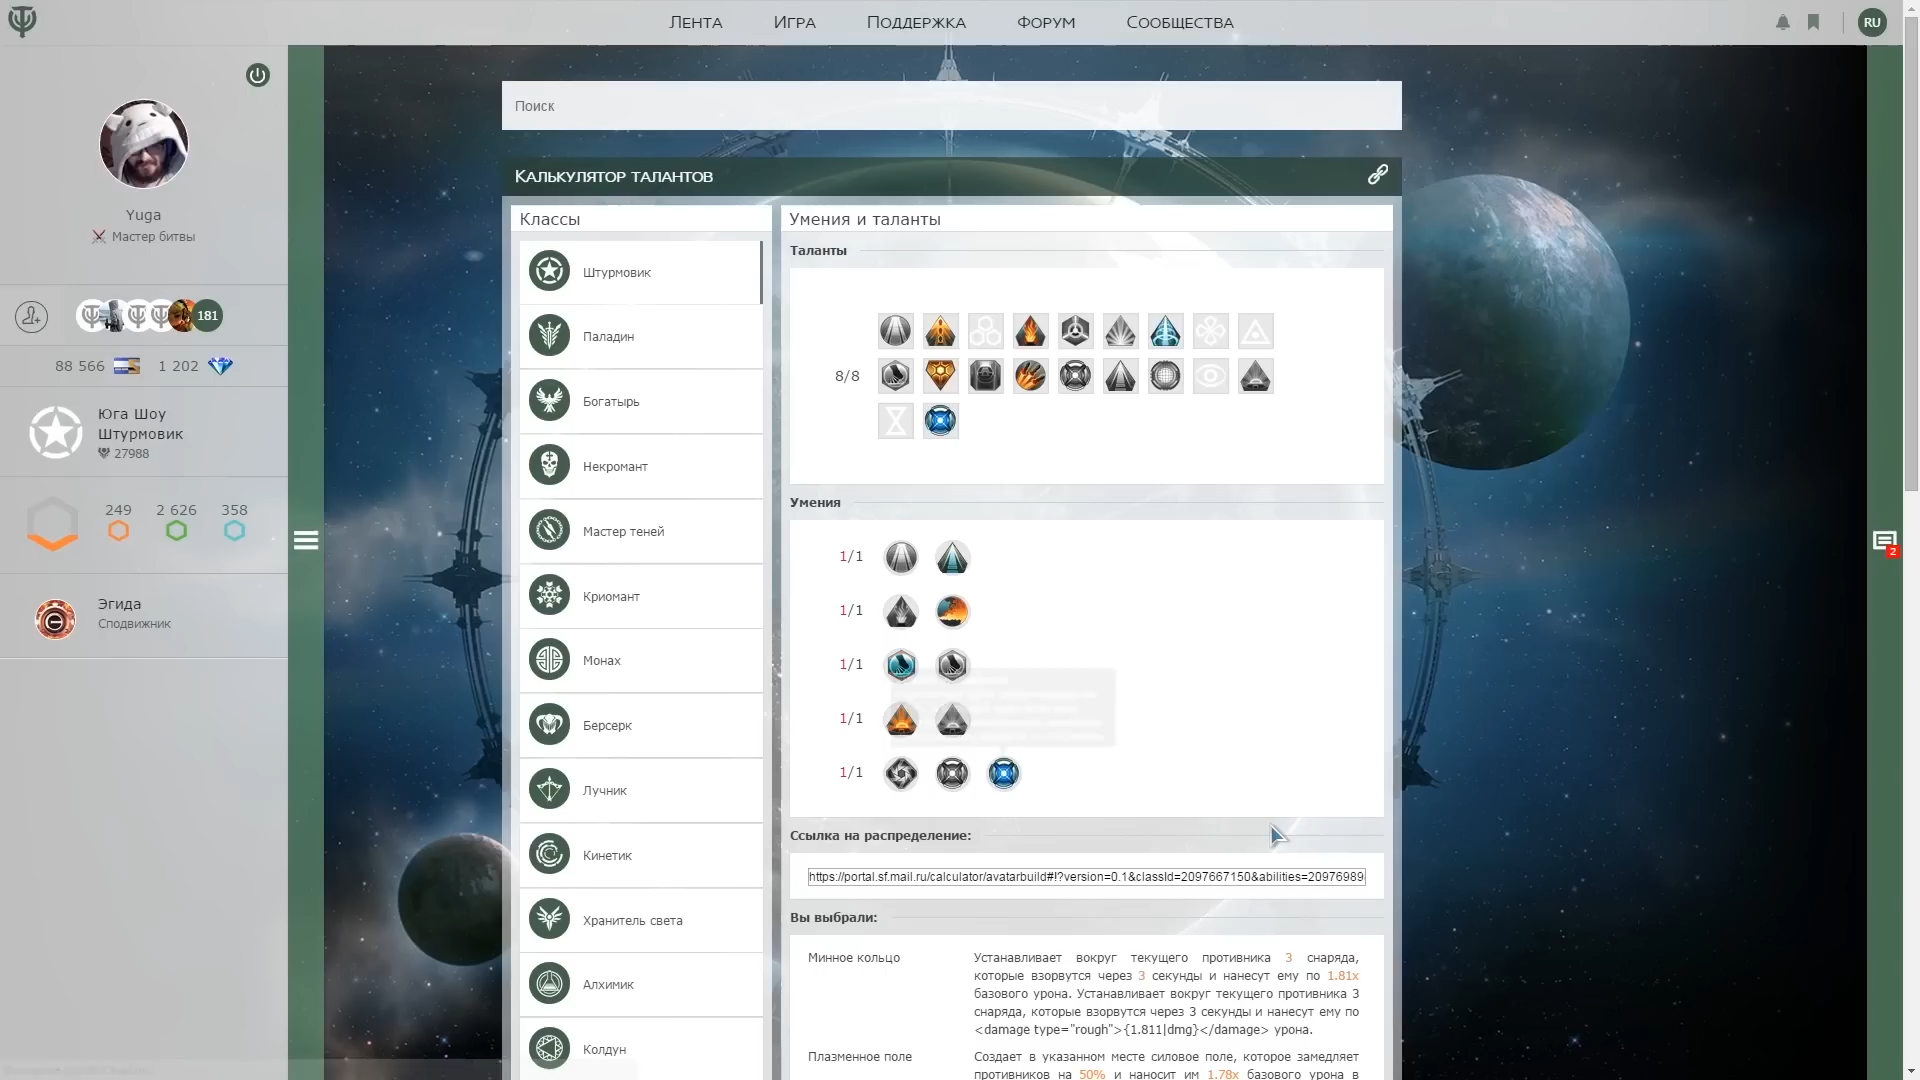 Лента
Игра
Поддержка
Форум
Сообщества
RU
Yuga
Мастер битвы
181
88 566
1 202
Юга Шоу
Штурмовик
27988
249
2 626
358
Эгида
Сподвижник
Поиск
Калькулятор талантов
Классы
Штурмовик
Паладин
Богатырь
Некромант
Мастер теней
Криомант
Монах
Берсерк
Лучник
Кинетик
Хранитель света
Алхимик
Колдун
Умения и таланты
Таланты
8/8
Умения
1/1
1/1
1/1
1/1
1/1
Ссылка на распределение:
https://portal.sf.mail.ru/calculator/avatarbuild#!?version=0.1&classId=2097667150&abilities=20976989
Вы выбрали:
Минное кольцо
Устанавливает вокруг текущего противника 3 снаряда,
которые взорвутся через 3 секунды и нанесут ему по 1.81x
базового урона. Устанавливает вокруг текущего противника 3
снаряда, которые взорвутся через 3 секунды и нанесут ему по
<damage type="rough">{1.811|dmg}</damage> урона.
Плазменное поле
Создает в указанном месте силовое поле, которое замедляет
противников на 50% и наносит им 1.78x базового урона в
2